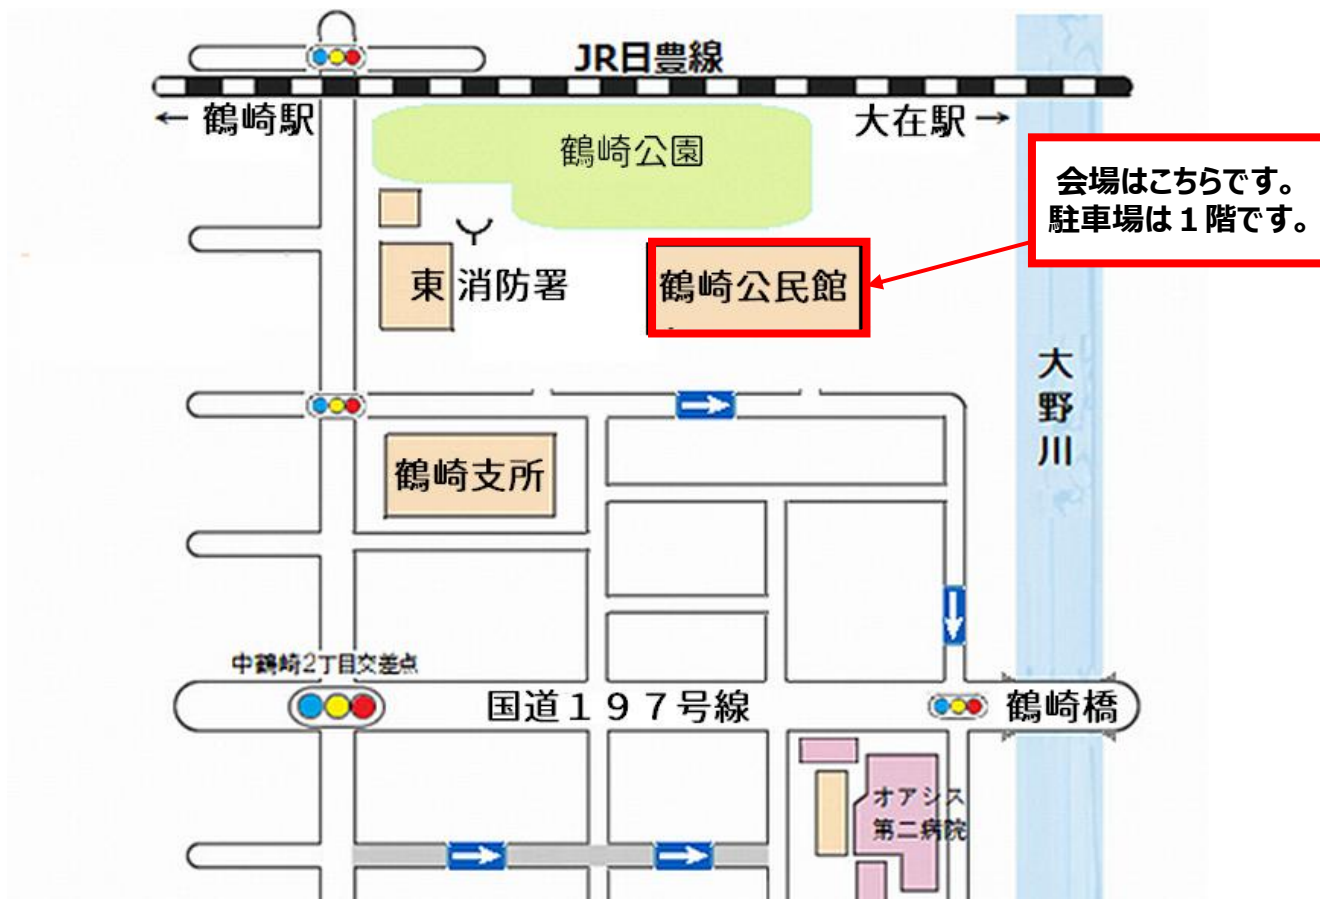 JR日豊線
← 鶴崎駅
大在駅 →
鶴崎公園
会場はこちらです。
駐車場は１階です。
東 消防署
鶴崎公民館
大野川
鶴崎支所
中鶴崎2丁目交差点
国道１９７号線
鶴崎橋
オアシス
第二病院